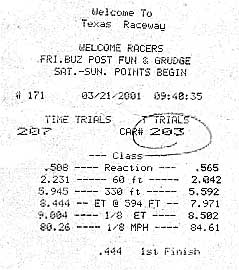 Welcome To
Texas Raceway
WELCOME RACERS
FRI.BUZ POST FUN & GRUDGE
SAT.-SUN. POINTS BEGIN
# 171 03/21/2001 09:40:35
TIME TRIALS T TRIALS
207 CAR# 203
--- Class ---
.508 ---- Reaction --- .565
2.231 ----- 60 ft ---- 2.042
5.945 ---- 330 ft ---- 5.592
8.444 -- ET @ 594 FT -- 7.971
9.004 ---- 1/8 ET ---- 8.502
80.26 ---- 1/8 MPH ---- 84.61
.444 1st Finish